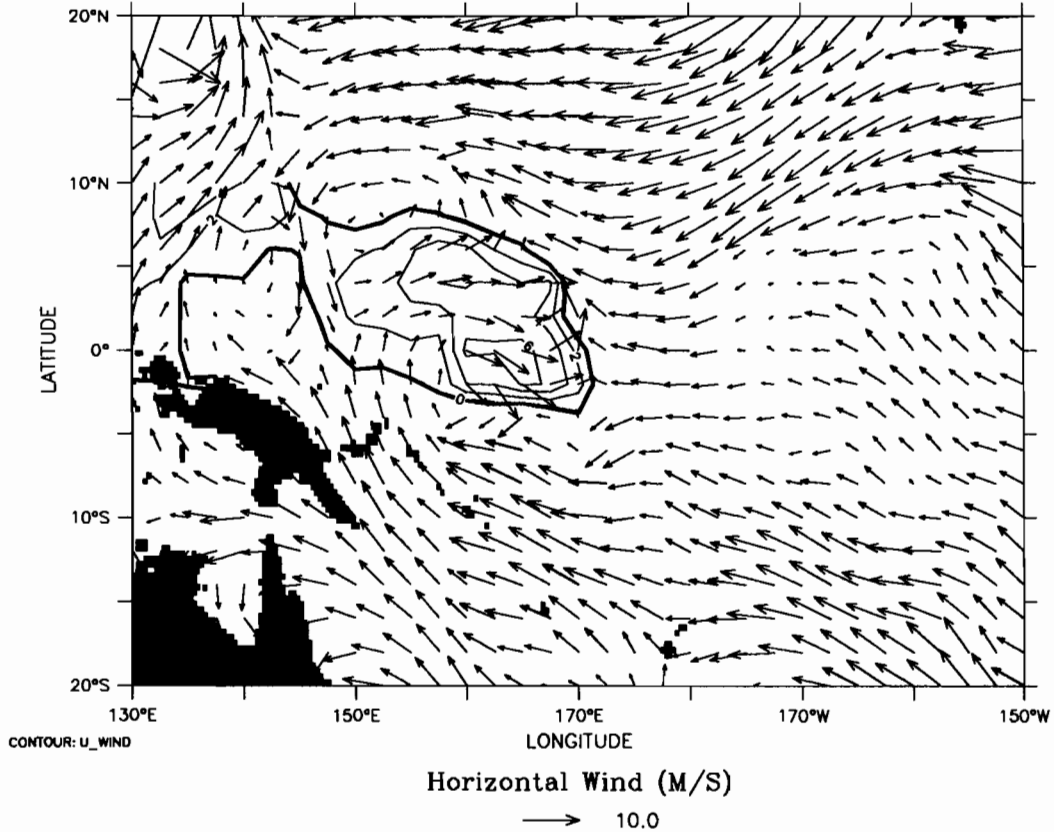 20°N
10°N
0°
10°S
20°S
LATITUDE
2
6
2
0
130°E 150°E 170°E 170°W 150°W
CONTOUR: U_WIND
LONGITUDE
Horizontal Wind (M/S)
10.0